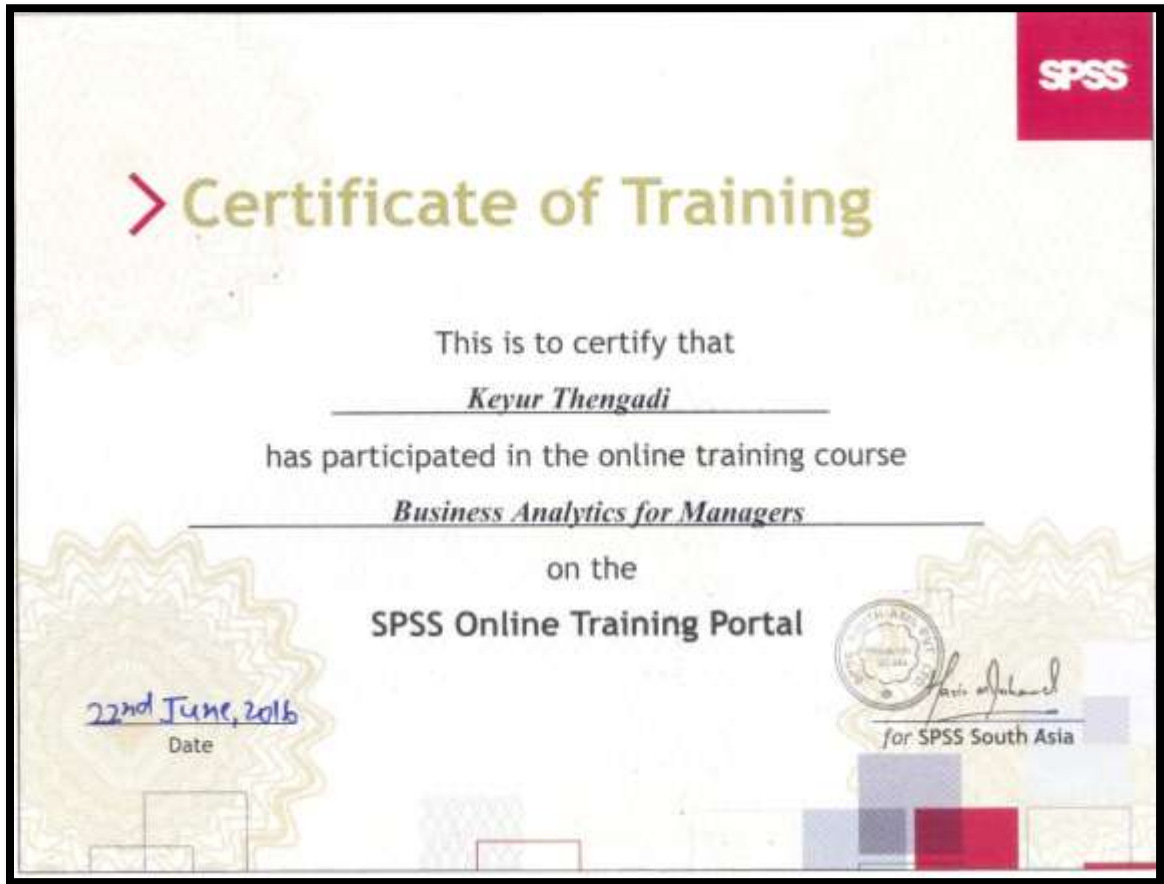 SPSS
Certificate of Training
This is to certify that
Keyur Thengadi
has participated in the online training course
Business Analytics for Managers
on the
SPSS Online Training Portal
22nd June, 2016
Date
for SPSS South Asia